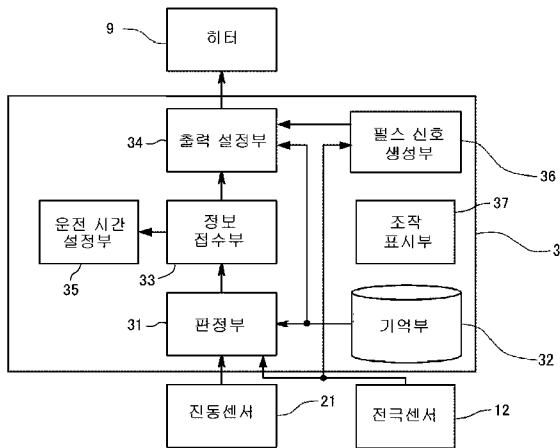 9
히터
34
출력 설정부
펄스 신호
생성부
36
운전 시간
설정부
35
정보
접수부
33
37
조작
표시부
3
31
판정부
기억부
32
진동센서
21
전극센서
12